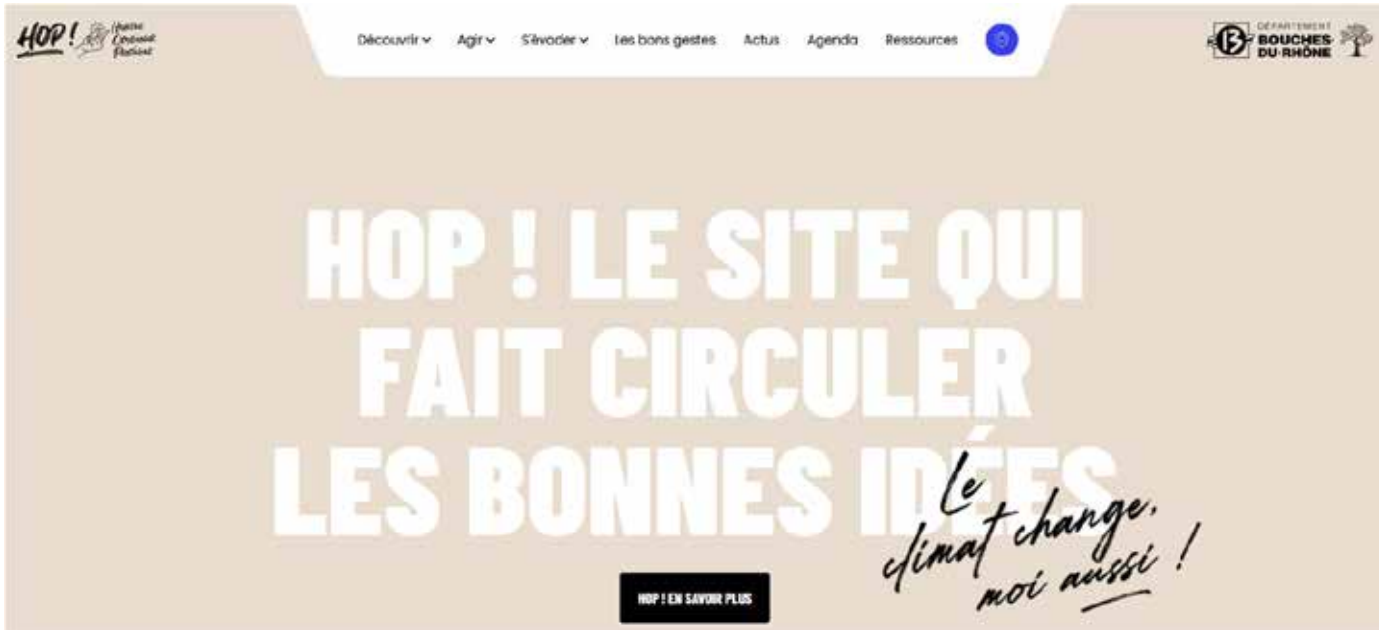 HOP !
Découvrir
Agir
S'évader
Les bons gestes
Actus
Agenda
Ressources
13
DÉPARTEMENT
BOUCHES
DU-RHÔNE
HOP ! LE SITE QUI
FAIT CIRCULER
LES BONNES IDÉES
Le
climat change,
moi aussi !
HOP ! EN SAVOIR PLUS